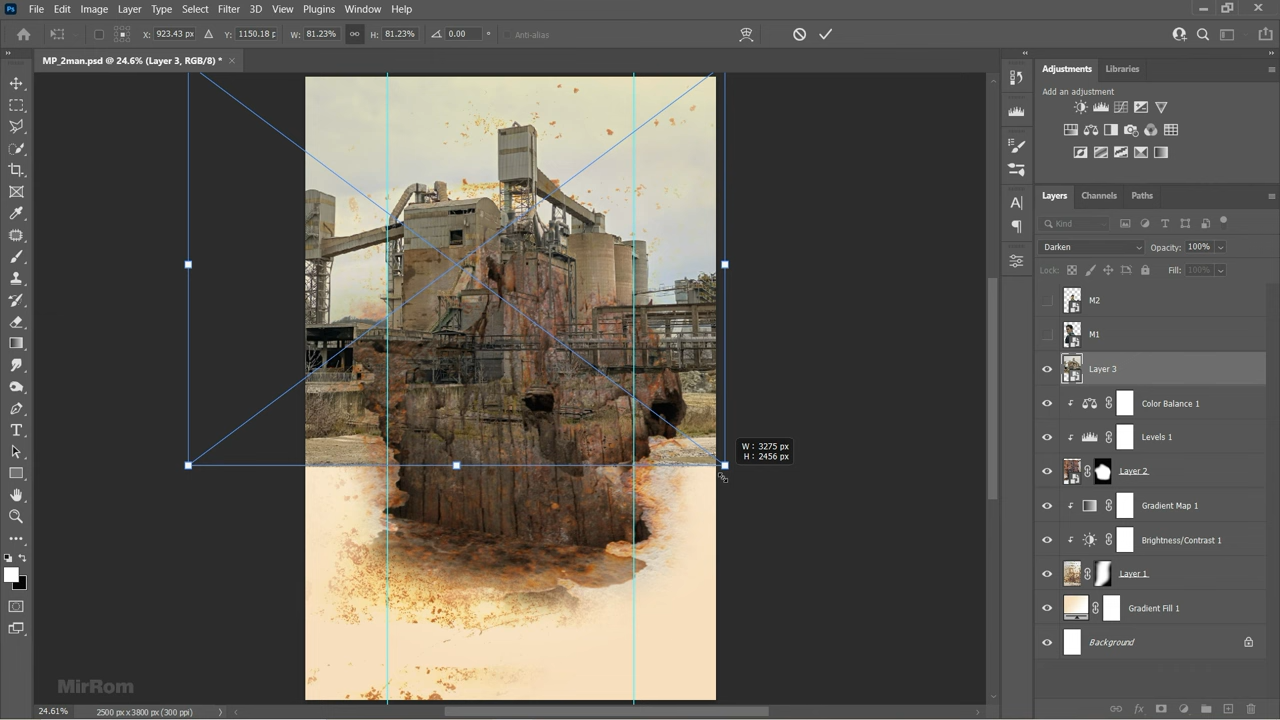 Ps File Edit Image Layer Type Select Filter 3D View Plugins Window Help
X: 923.43 px Y: 1150.18 p W: 81.23% H: 81.23% 0.00 ° Anti-alias
MP_2man.psd @ 24.6% (Layer 3, RGB/8) * ×
Adjustments Libraries
Add an adjustment
Layers Channels Paths
Kind
Darken Opacity: 100%
Lock: Fill: 100%
M2
M1
Layer 3
Color Balance 1
Levels 1
Layer 2
Gradient Map 1
Brightness/Contrast 1
Layer 1
Gradient Fill 1
Background
W: 3275 px
H: 2456 px
MirRom
24.61% 2500 px x 3800 px (300 ppi)